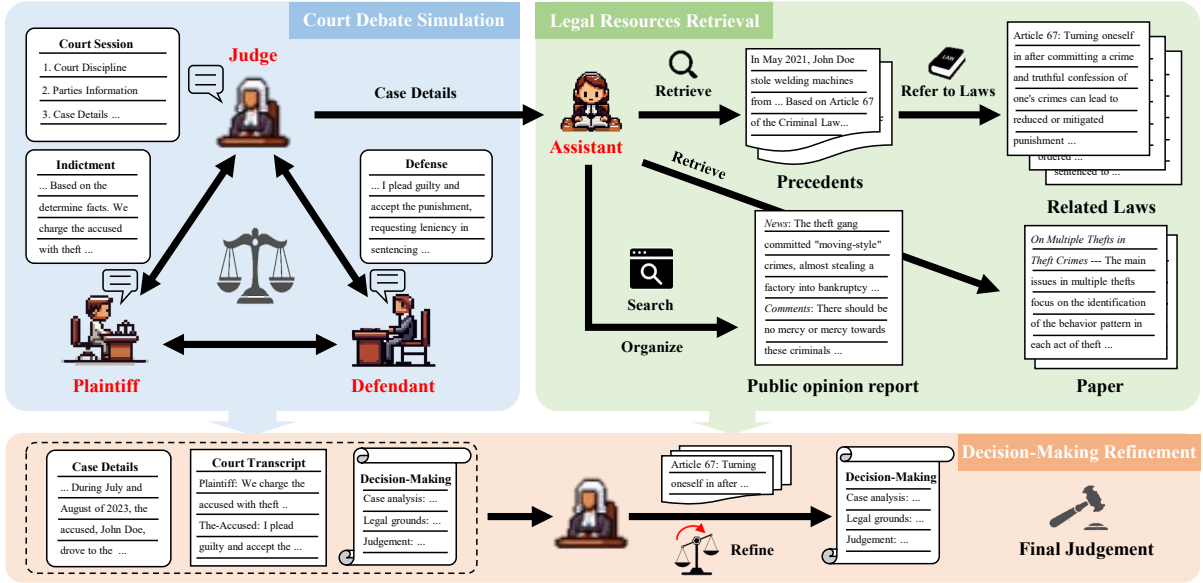 Court Debate Simulation
Court Session
1. Court Discipline
2. Parties Information
3. Case Details ...
Judge
Case Details
Indictment
... Based on the
determine facts. We
charge the accused
with theft ...
Defense
... I plead guilty and
accept the punishment,
requesting leniency in
sentencing ...
Plaintiff
Defendant
Legal Resources Retrieval
Assistant
Retrieve
In May 2021, John Doe
stole welding machines
from ... Based on Article 67
of the Criminal Law...
e
Precedents
LAW
Refer to Laws
Article 67: Turning oneself
in after committing a crime
and truthful confession of
one's crimes can lead to
reduced or mitigated
punishment ...
ordered ...
sentenced to ...
Related Laws
Retrieve
Search
Organize
News: The theft gang
committed "moving-style"
crimes, almost stealing a
factory into bankruptcy ...
Comments: There should be
no mercy or mercy towards
these criminals ...
Public opinion report
On Multiple Thefts in
Theft Crimes --- The main
issues in multiple thefts
focus on the identification
of the behavior pattern in
each act of theft ...
Paper
Decision-Making Refinement
Case Details
... During July and
August of 2023, the
accused, John Doe,
drove to the ...
Court Transcript
Plaintiff: We charge the
accused with theft ..
The-Accused: I plead
guilty and accept the ...
Decision-Making
Case analysis: ...
Legal grounds: ...
Judgement: ...
Article 67: Turning
oneself in after ...
Refine
Decision-Making
Case analysis: ...
Legal grounds: ...
Judgement: ...
Final Judgement